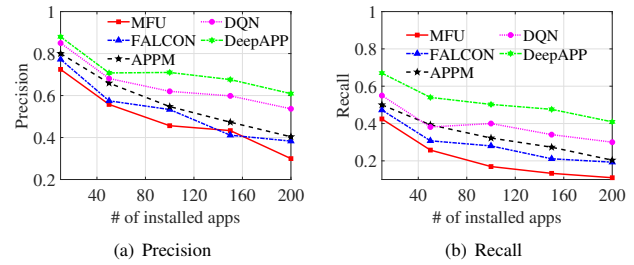 1
0.8
0.6
0.4
0.2
Precision
MFU
FALCON
APPM
DQN
DeepAPP
40 80 120 160 200
# of installed apps
(a) Precision
1
0.8
0.6
0.4
0.2
Recall
MFU
FALCON
APPM
DQN
DeepAPP
40 80 120 160 200
# of installed apps
(b) Recall